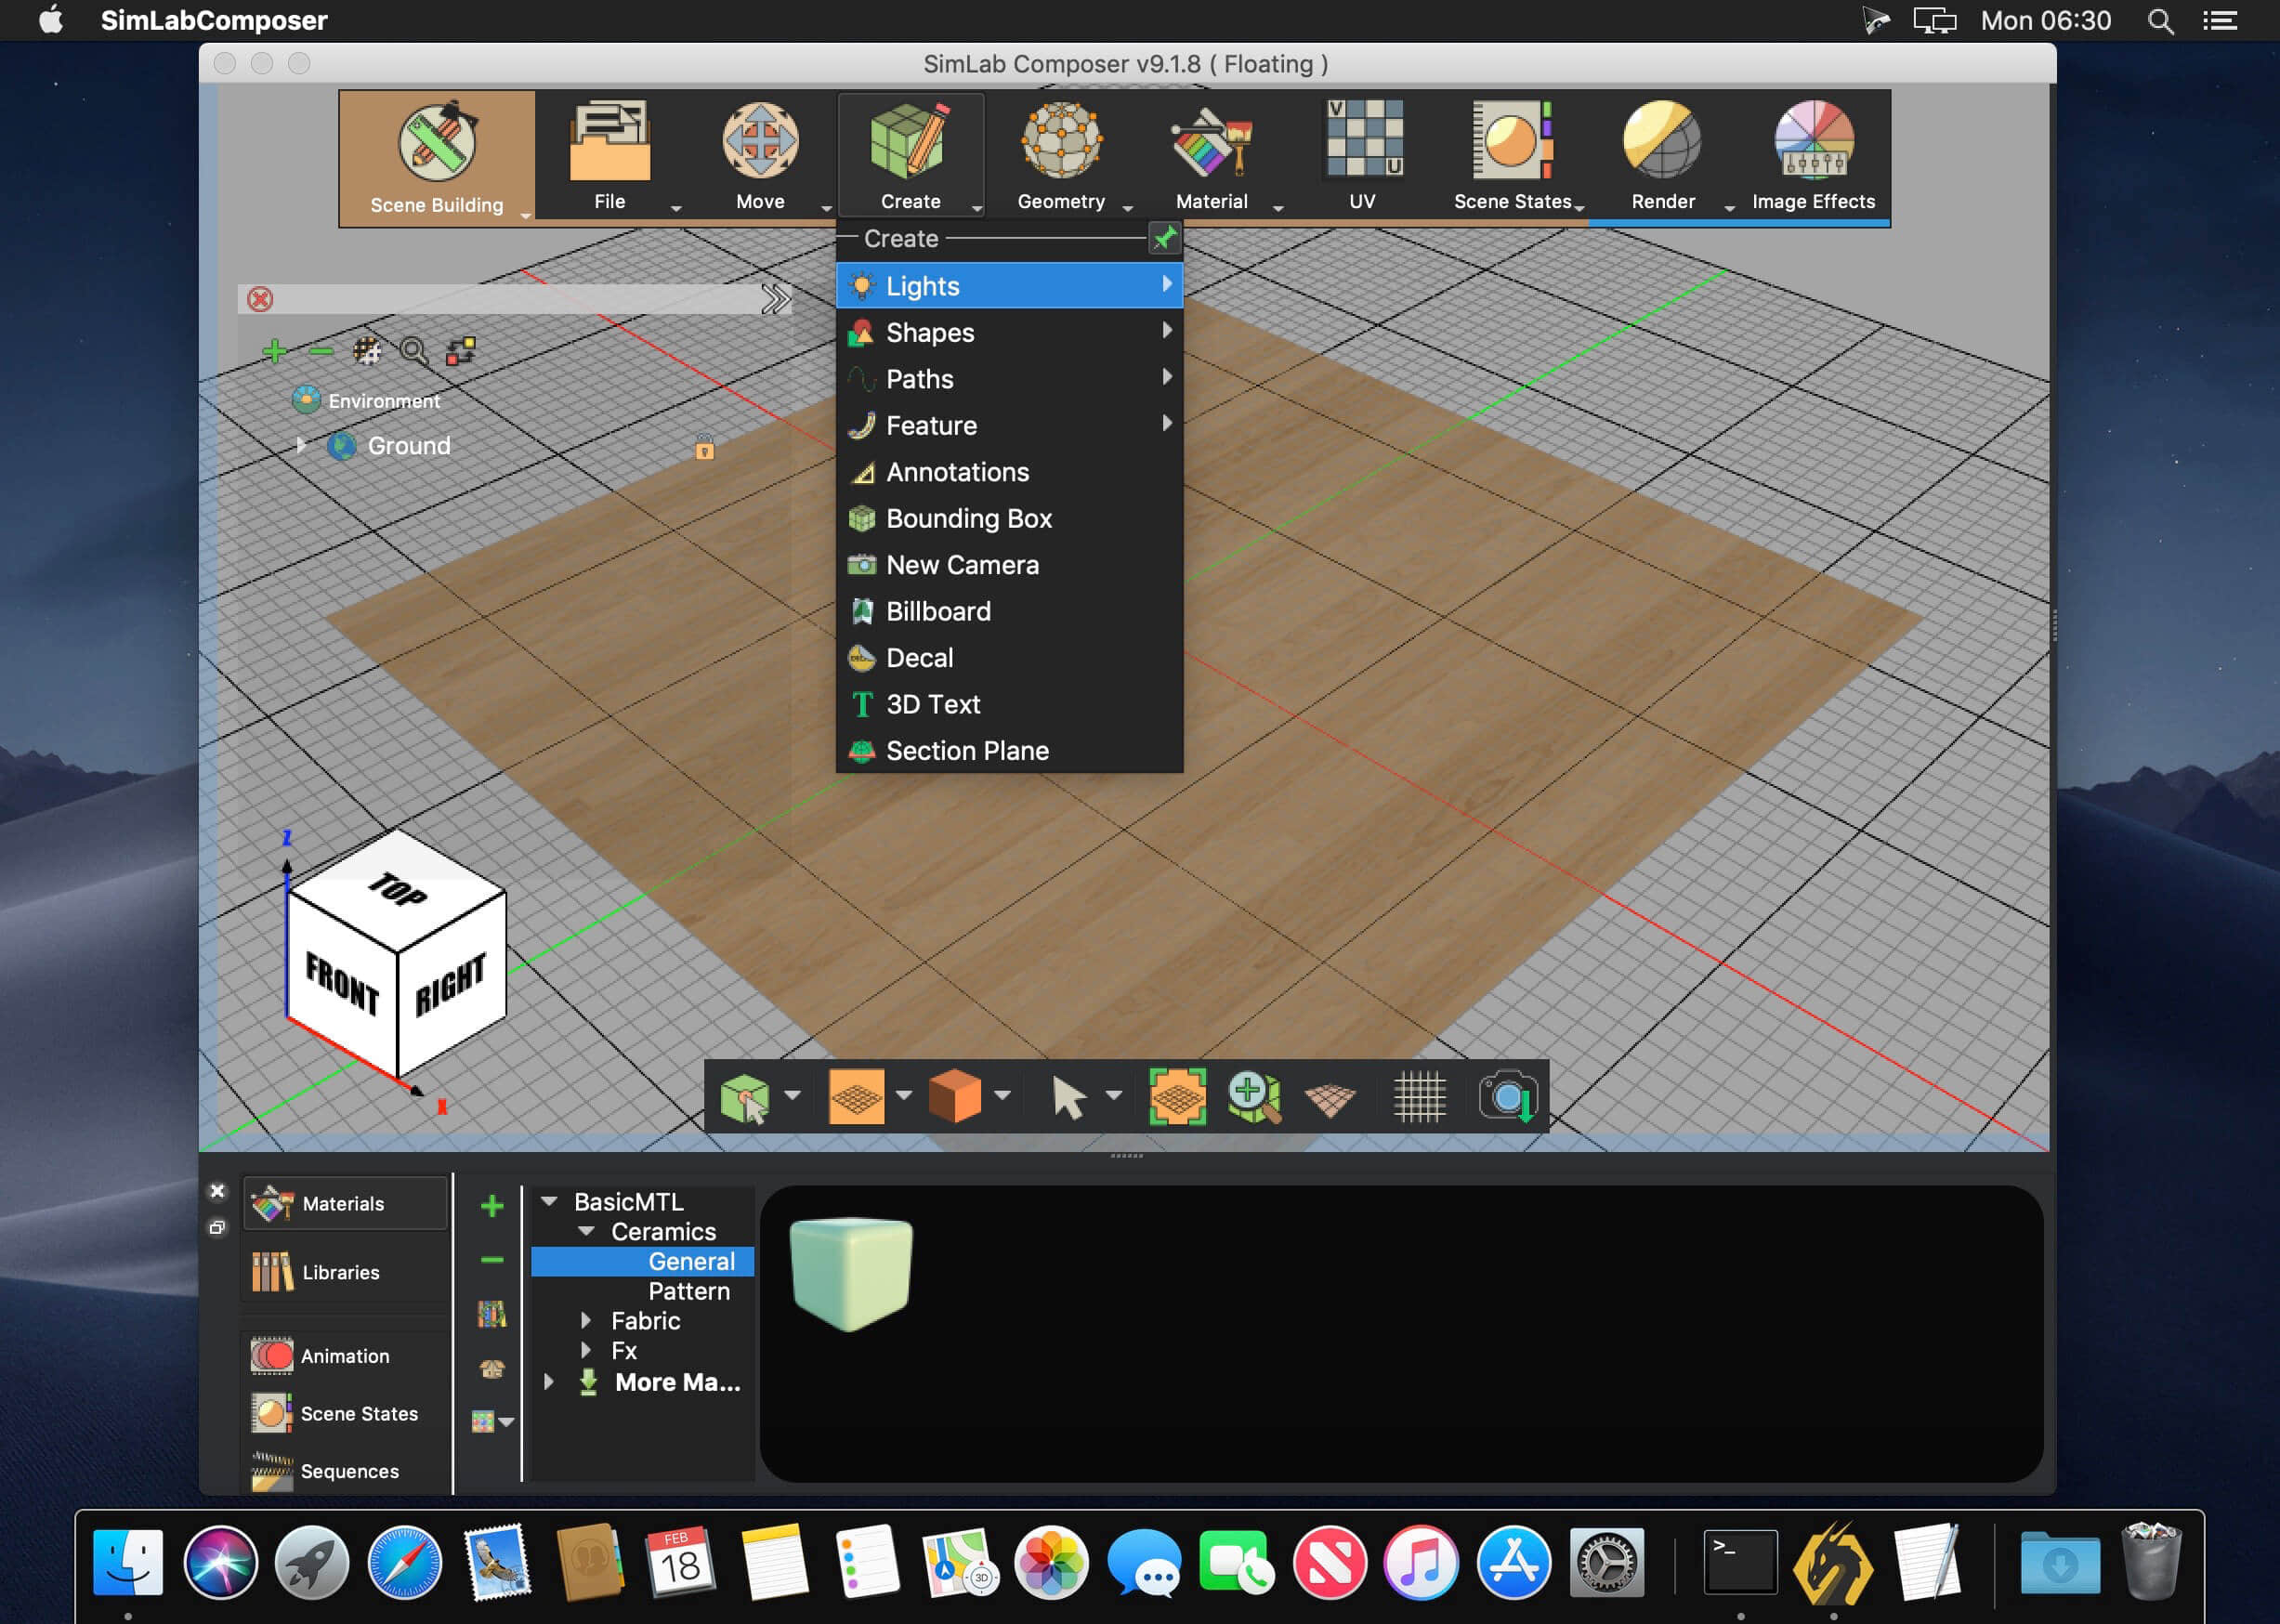 SimLabComposer
Mon 06:30
SimLab Composer v9.1.8 ( Floating )
Scene Building
File
Move
Create
Geometry
Material
V
U
UV
Scene States
Render
Image Effects
Create
Lights
Shapes
Paths
Feature
Annotations
Bounding Box
New Camera
Billboard
Decal
T 3D Text
Section Plane
Environment
Ground
Z
TOP
FRONT
RIGHT
X
Materials
Libraries
Animation
Scene States
Sequences
BasicMTL
Ceramics
General
Pattern
Fabric
Fx
More Ma...
FEB
18
3D
>_